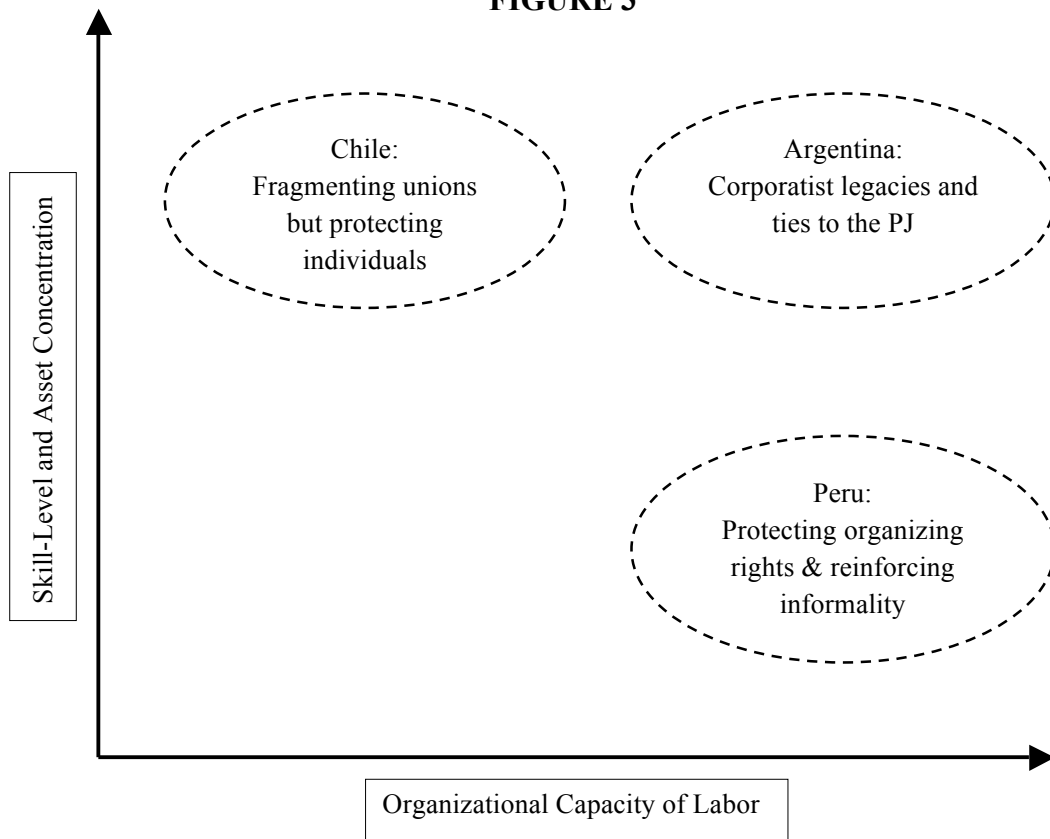 FIGURE 3
Chile:
Fragmenting unions
but protecting
individuals
Argentina:
Corporatist legacies and
ties to the PJ
Peru:
Protecting organizing
rights & reinforcing
informality
Skill-Level and Asset Concentration
Organizational Capacity of Labor